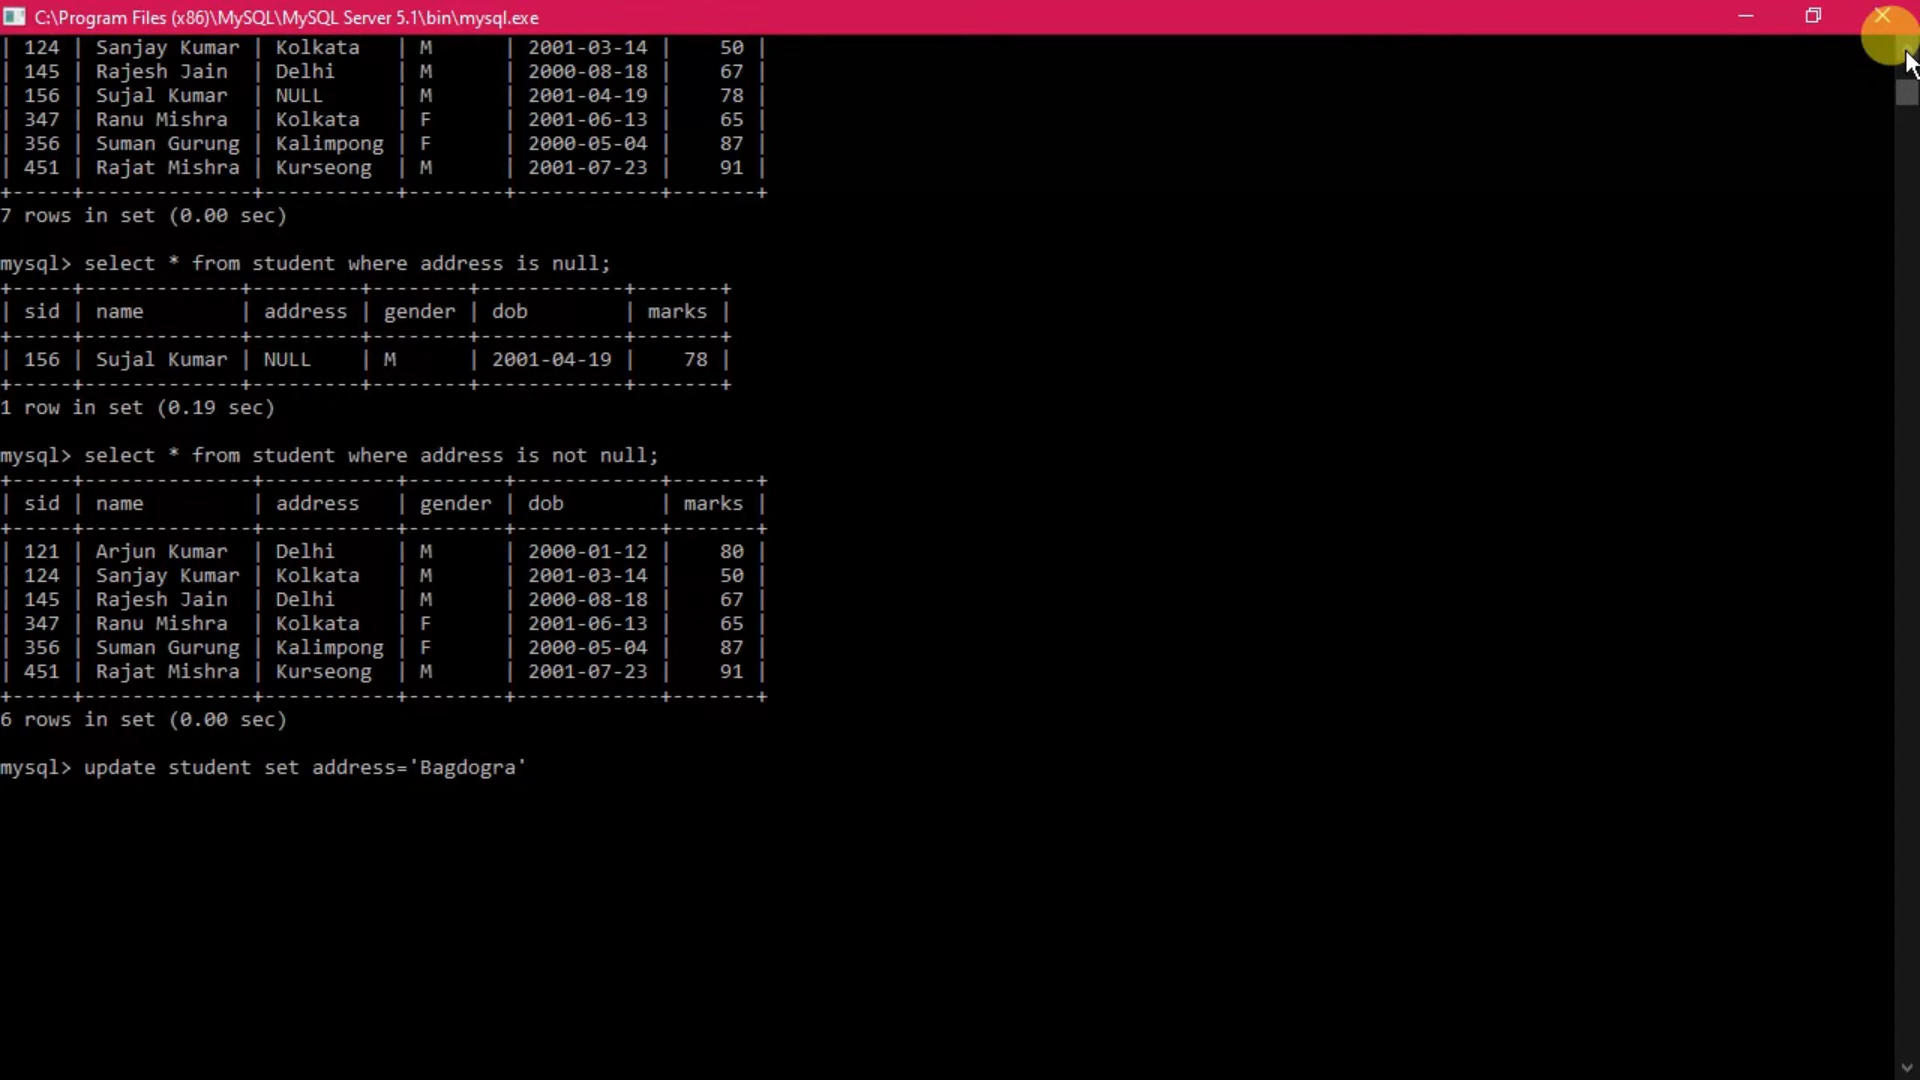 C:\Program Files (x86)\MySQL\MySQL Server 5.1\bin\mysql.exe
| 124 | Sanjay Kumar | Kolkata   | M      | 2001-03-14 |    50 |
| 145 | Rajesh Jain  | Delhi     | M      | 2000-08-18 |    67 |
| 156 | Sujal Kumar  | NULL      | M      | 2001-04-19 |    78 |
| 347 | Ranu Mishra  | Kolkata   | F      | 2001-06-13 |    65 |
| 356 | Suman Gurung | Kalimpong | F      | 2000-05-04 |    87 |
| 451 | Rajat Mishra | Kurseong  | M      | 2001-07-23 |    91 |
+-----+--------------+-----------+--------+------------+-------+
7 rows in set (0.00 sec)
mysql> select * from student where address is null;
+-----+-------------+---------+--------+------------+-------+
| sid | name        | address | gender | dob        | marks |
+-----+-------------+---------+--------+------------+-------+
| 156 | Sujal Kumar | NULL    | M      | 2001-04-19 |    78 |
+-----+-------------+---------+--------+------------+-------+
1 row in set (0.19 sec)
mysql> select * from student where address is not null;
+-----+--------------+-----------+--------+------------+-------+
| sid | name         | address   | gender | dob        | marks |
+-----+--------------+-----------+--------+------------+-------+
| 121 | Arjun Kumar  | Delhi     | M      | 2000-01-12 |    80 |
| 124 | Sanjay Kumar | Kolkata   | M      | 2001-03-14 |    50 |
| 145 | Rajesh Jain  | Delhi     | M      | 2000-08-18 |    67 |
| 347 | Ranu Mishra  | Kolkata   | F      | 2001-06-13 |    65 |
| 356 | Suman Gurung | Kalimpong | F      | 2000-05-04 |    87 |
| 451 | Rajat Mishra | Kurseong  | M      | 2001-07-23 |    91 |
+-----+--------------+-----------+--------+------------+-------+
6 rows in set (0.00 sec)
mysql> update student set address='Bagdogra'